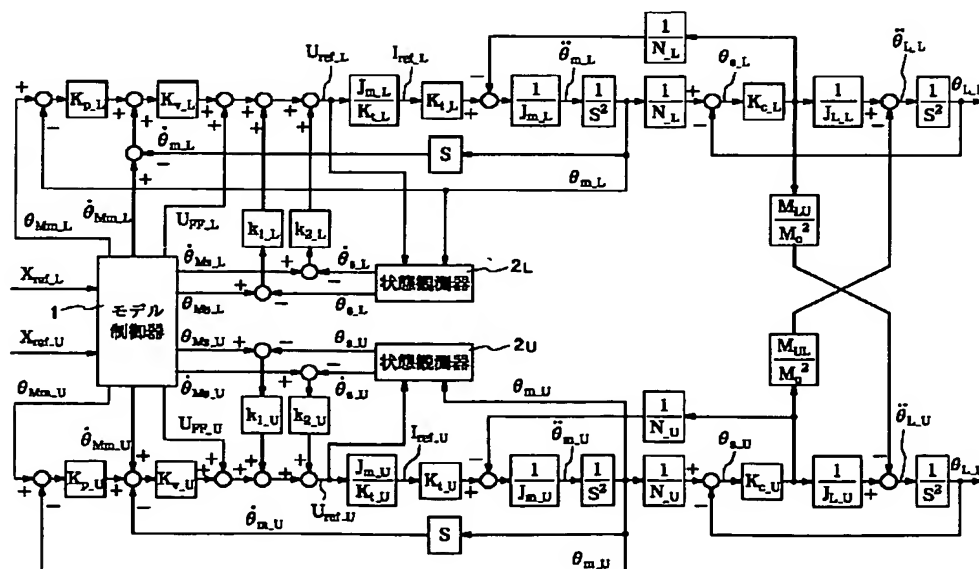 U_ref_L
I_ref_L
1
N_L
θ̈_m_L
θ_s_L
θ̈_L_L
θ_L_L
+
−
K_p_L
+
+
K_v_L
+
+
+
+
+
+
J_m_L
K_t_L
K_t_L
−
+
1
J_m_L
1
S²
1
N_L
+
−
K_c_L
1
J_L_L
+
−
1
S²
θ̇_m_L
−
+
S
θ_m_L
θ_Mm_L
θ̇_Mm_L
U_FF_L
k_1_L
k_2_L
M_LU
M_o²
X_ref_L
θ̇_Ms_L
+
−
θ̇_s_L
状態観測器
2L
θ_Ms_L
+
−
θ_s_L
1
モデル
制御器
X_ref_U
θ_Ms_U
+
−
θ_s_U
状態観測器
2U
θ̇_Ms_U
+
−
θ̇_s_U
M_UL
M_o²
θ_Mm_U
θ̇_Mm_U
U_FF_U
k_1_U
k_2_U
θ_m_U
I_ref_U
1
N_U
θ̈_m_U
θ_s_U
θ̈_L_U
θ_L_U
+
−
K_p_U
+
+
−
K_v_U
+
+
+
+
+
+
J_m_U
K_t_U
K_t_U
−
+
1
J_m_U
1
S²
1
N_U
+
−
K_c_U
1
J_L_U
−
+
1
S²
U_ref_U
θ̇_m_U
S
θ_m_U